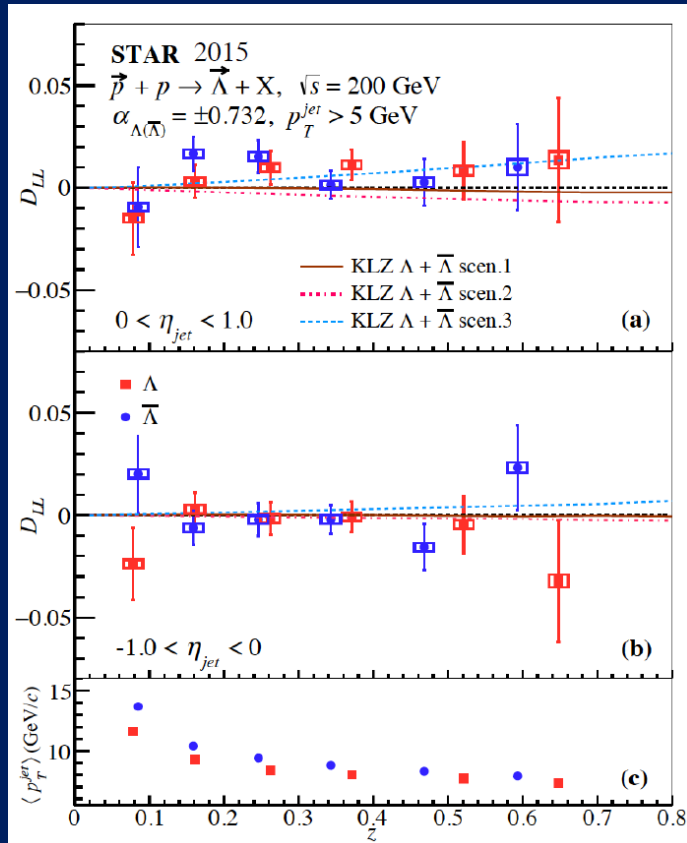 STAR 2015
p⃗ + p → Λ̄⃗ + X, √s = 200 GeV
α_Λ(Λ̄) = ±0.732, p_T^jet > 5 GeV
0.05
0
−0.05
D_LL
KLZ Λ + Λ̄ scen.1
KLZ Λ + Λ̄ scen.2
KLZ Λ + Λ̄ scen.3
0 < η_jet < 1.0
(a)
Λ
Λ̄
0.05
0
−0.05
D_LL
-1.0 < η_jet < 0
(b)
15
10
⟨ p_T^jet ⟩ (GeV/c)
(c)
0 0.1 0.2 0.3 0.4 0.5 0.6 0.7 0.8
z